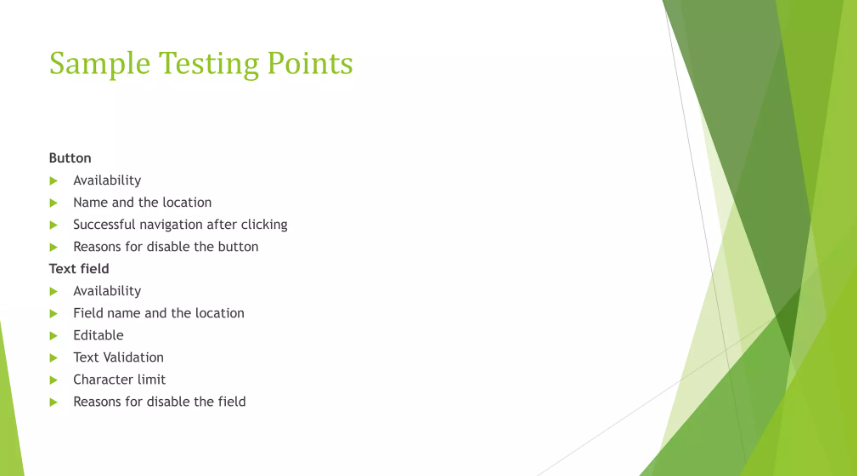 Sample Testing Points
Button
Availability
Name and the location
Successful navigation after clicking
Reasons for disable the button
Text field
Availability
Field name and the location
Editable
Text Validation
Character limit
Reasons for disable the field